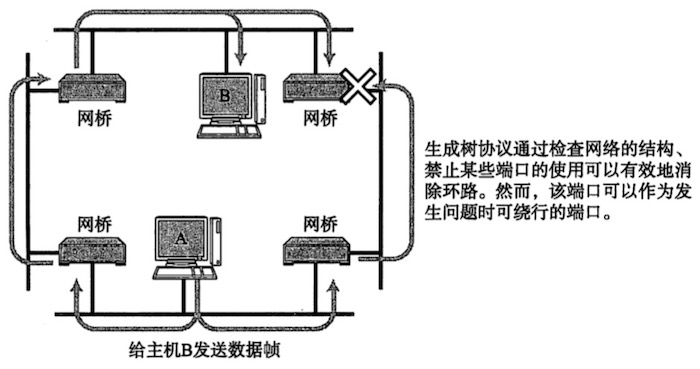 网桥
B
网桥
生成树协议通过检查网络的结构、
禁止某些端口的使用可以有效地消
除环路。然而，该端口可以作为发
生问题时可绕行的端口。
网桥
A
网桥
给主机B发送数据帧